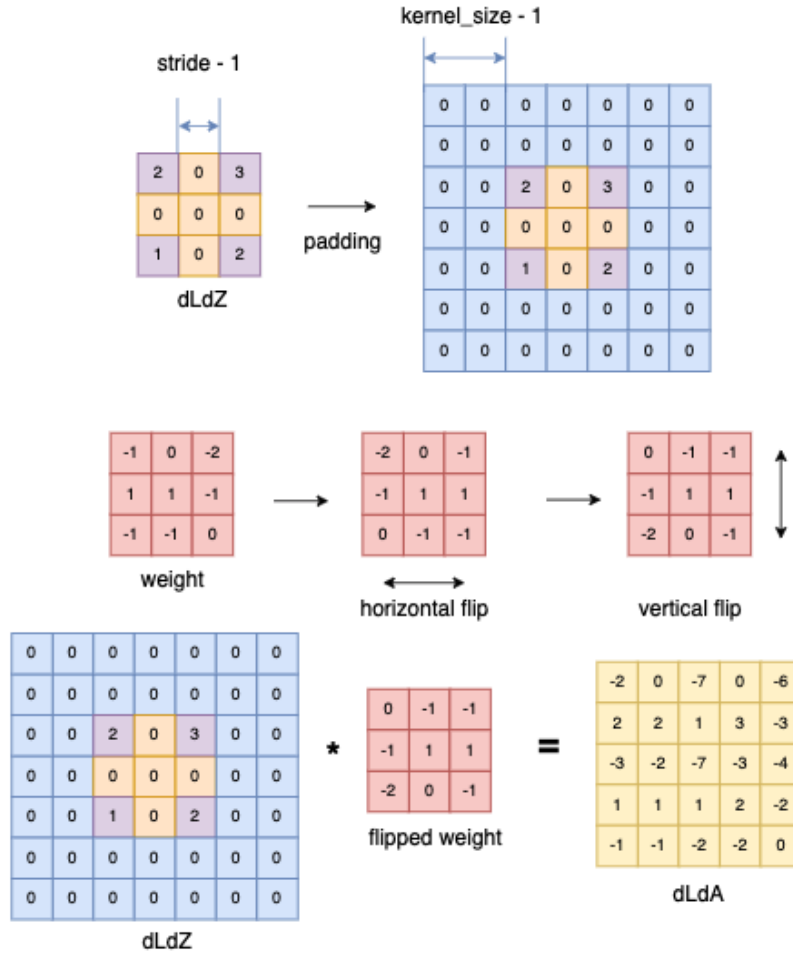 kernel_size - 1
stride - 1
0 0 0 0 0 0 0
0 0 0 0 0 0 0
2 0 3
0 0 2 0 3 0 0
0 0 0
0 0 0 0 0 0 0
1 0 2
0 0 1 0 2 0 0
padding
dLdZ
0 0 0 0 0 0 0
0 0 0 0 0 0 0
-1 0 -2
1 1 -1
-1 -1 0
weight
-2 0 -1
-1 1 1
0 -1 -1
horizontal flip
0 -1 -1
-1 1 1
-2 0 -1
vertical flip
0 0 0 0 0 0 0
0 0 0 0 0 0 0
0 0 2 0 3 0 0
0 0 0 0 0 0 0
0 0 1 0 2 0 0
0 0 0 0 0 0 0
0 0 0 0 0 0 0
dLdZ
*
0 -1 -1
-1 1 1
-2 0 -1
flipped weight
=
-2 0 -7 0 -6
2 2 1 3 -3
-3 -2 -7 -3 -4
1 1 1 2 -2
-1 -1 -2 -2 0
dLdA